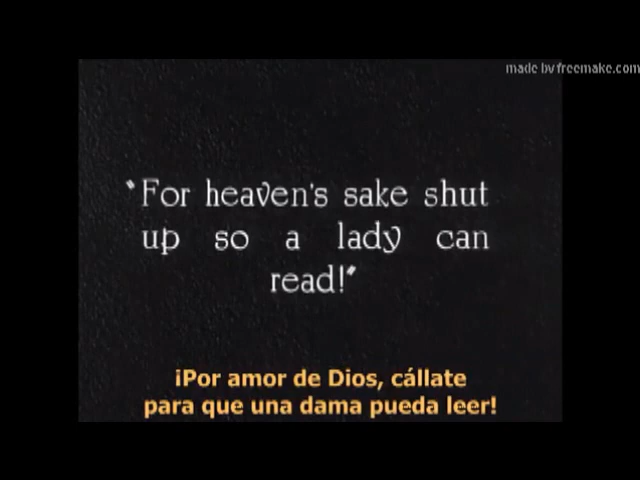 made by freemake.com
"For heaven's sake shut
up so a lady can
read!"
¡Por amor de Dios, cállate
para que una dama pueda leer!